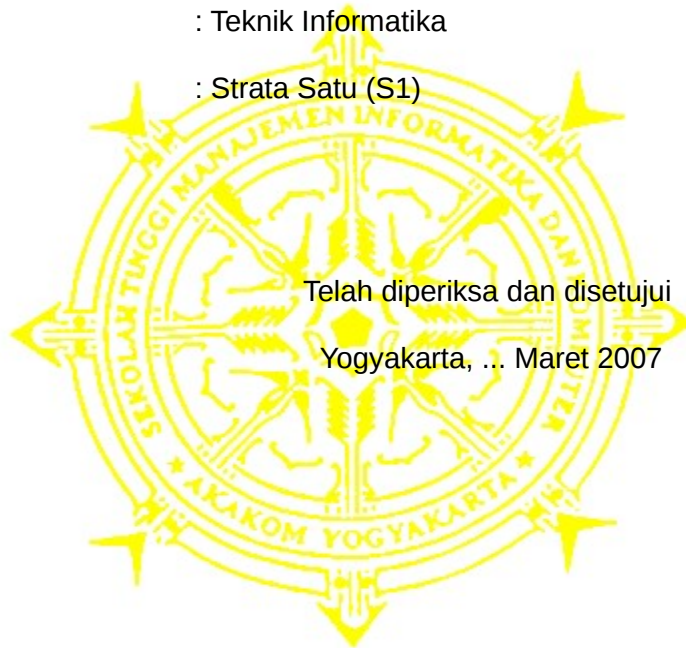 : Teknik Informatika
: Strata Satu (S1)
SEKOLAH TINGGI MANAJEMEN INFORMATIKA DAN KOMPUTER
Telah diperiksa dan disetujui
Yogyakarta, ... Maret 2007
★ AKAKOM YOGYAKARTA ★